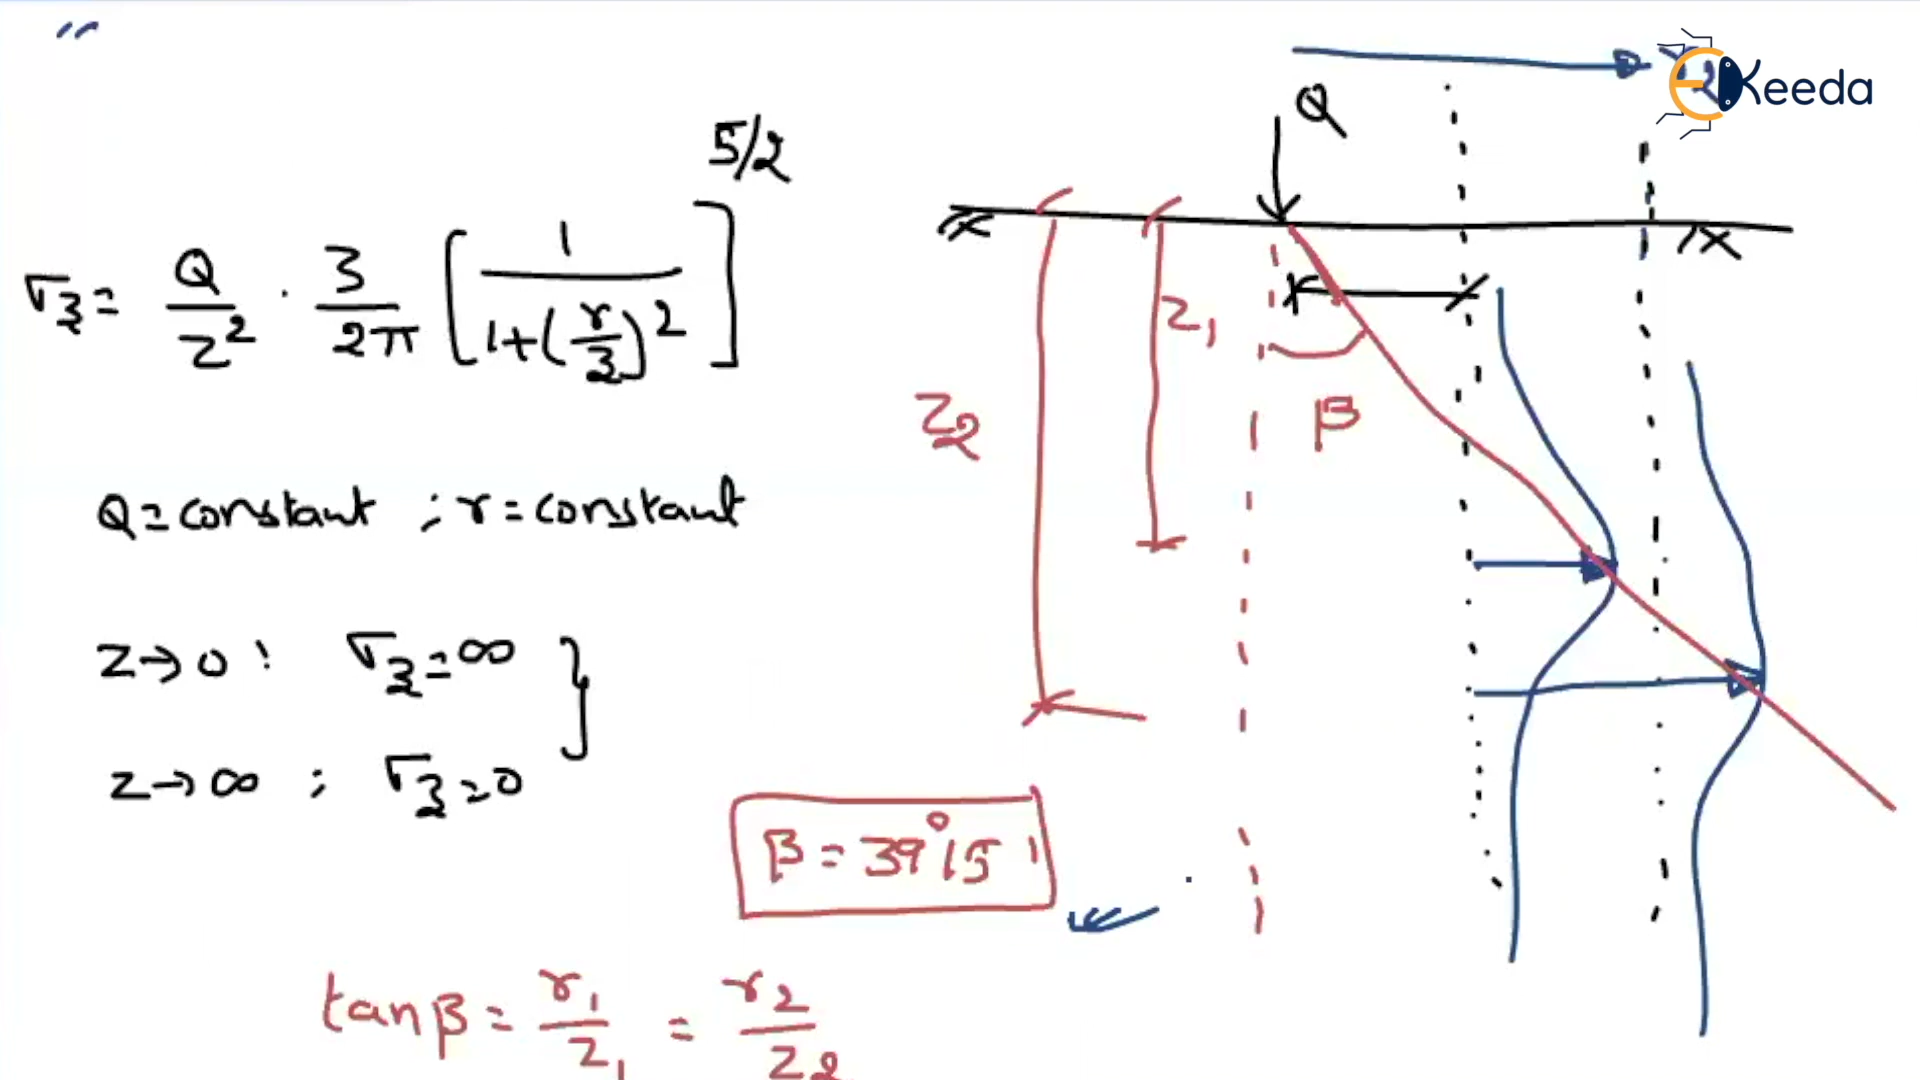 Keeda
Q
5/2
σz = Q/z² · 3/2π [1/1+(r/z)²]
z₁
z₂
β
Q = constant ; r = constant
z→0 : σz = ∞
z→∞ ; σz = 0
β = 39°15'
tanβ = r₁/z₁ = r₂/z₂